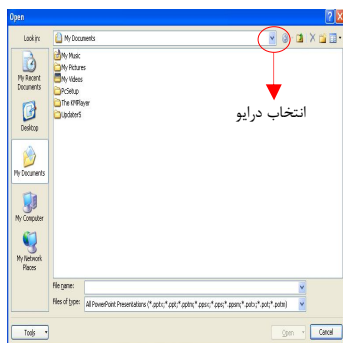 Open
Look in:
My Documents
My Recent
Documents
Desktop
My Documents
My Computer
My Network
Places
My Music
My Pictures
My Videos
PcSetup
The KMPlayer
Updater5
انتخاب درایو
File name:
Files of type:
All PowerPoint Presentations (*.pptx;*.ppt;*.pptm;*.ppsx;*.pps;*.ppsm;*.potx;*.pot;*.potm)
Tools
Open
Cancel